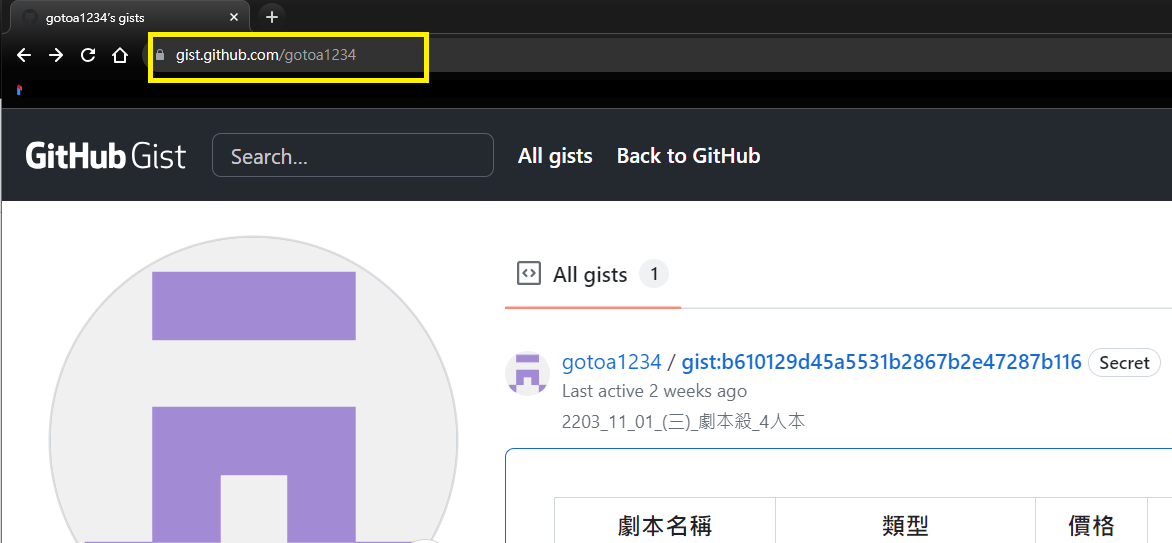 gotoa1234's gists
gist.github.com/gotoa1234
GitHub Gist Search... All gists Back to GitHub
All gists 1
gotoa1234 / gist:b610129d45a5531b2867b2e47287b116 Secret
Last active 2 weeks ago
2203_11_01_(三)_劇本殺_4人本
劇本名稱 類型 價格